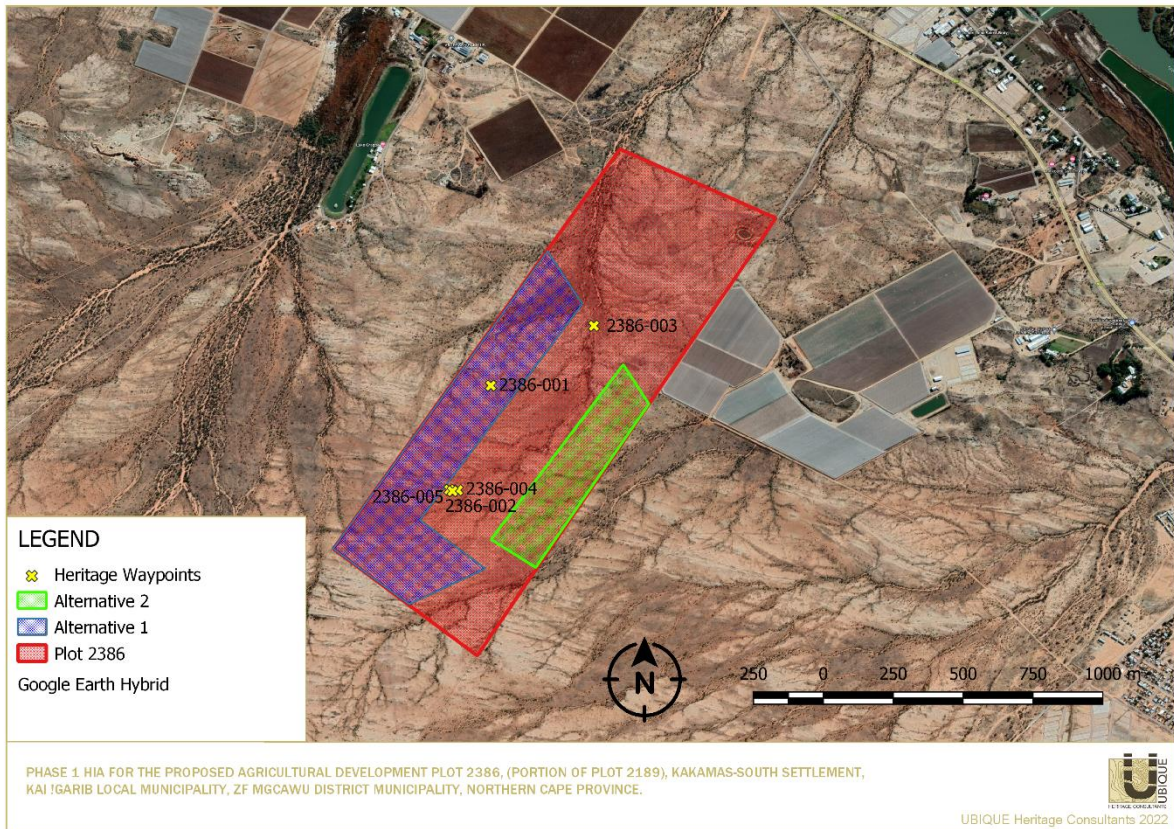 2386-003
2386-001
2386-004
2386-005
2386-002
LEGEND
Heritage Waypoints
Alternative 2
Alternative 1
Plot 2386
Google Earth Hybrid
N
250 0 250 500 750 1000 m
PHASE 1 HIA FOR THE PROPOSED AGRICULTURAL DEVELOPMENT PLOT 2386, (PORTION OF PLOT 2189), KAKAMAS-SOUTH SETTLEMENT,
KAI !GARIB LOCAL MUNICIPALITY, ZF MGCAWU DISTRICT MUNICIPALITY, NORTHERN CAPE PROVINCE.
UBIQUE
HERITAGE CONSULTANTS
UBIQUE Heritage Consultants 2022